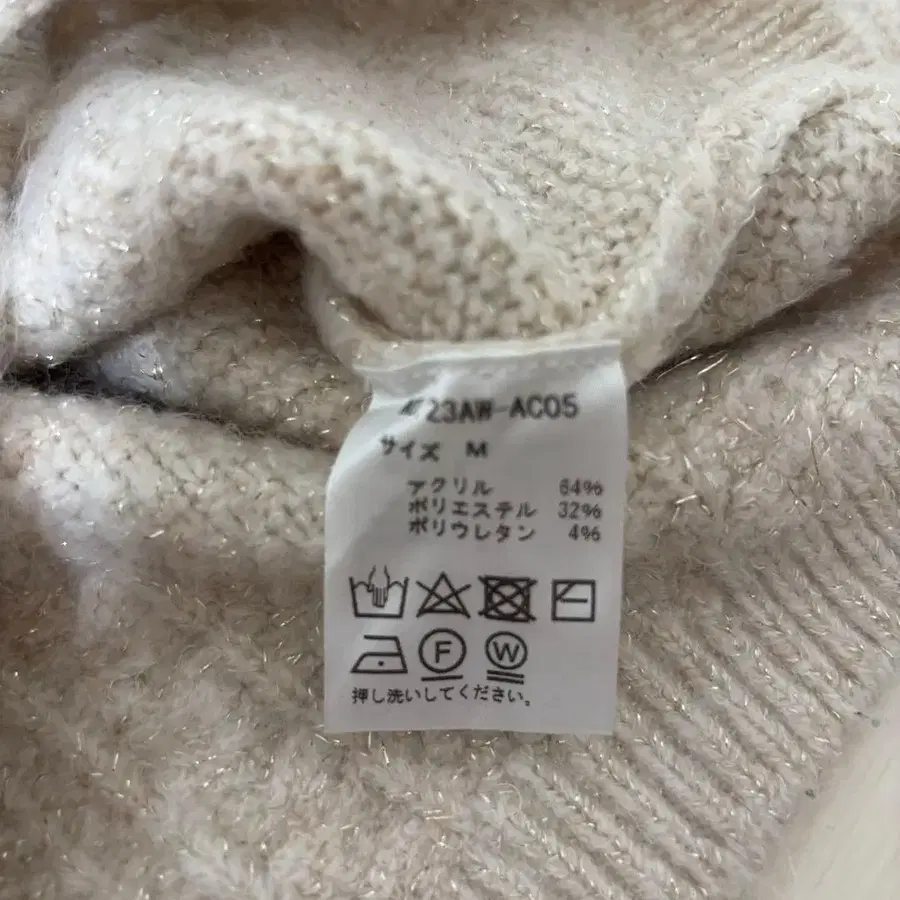 23AW-AC05
サイズ M
アクリル 64%
ポリエステル 32%
ポリウレタン 4%
F W
押し洗いしてください。